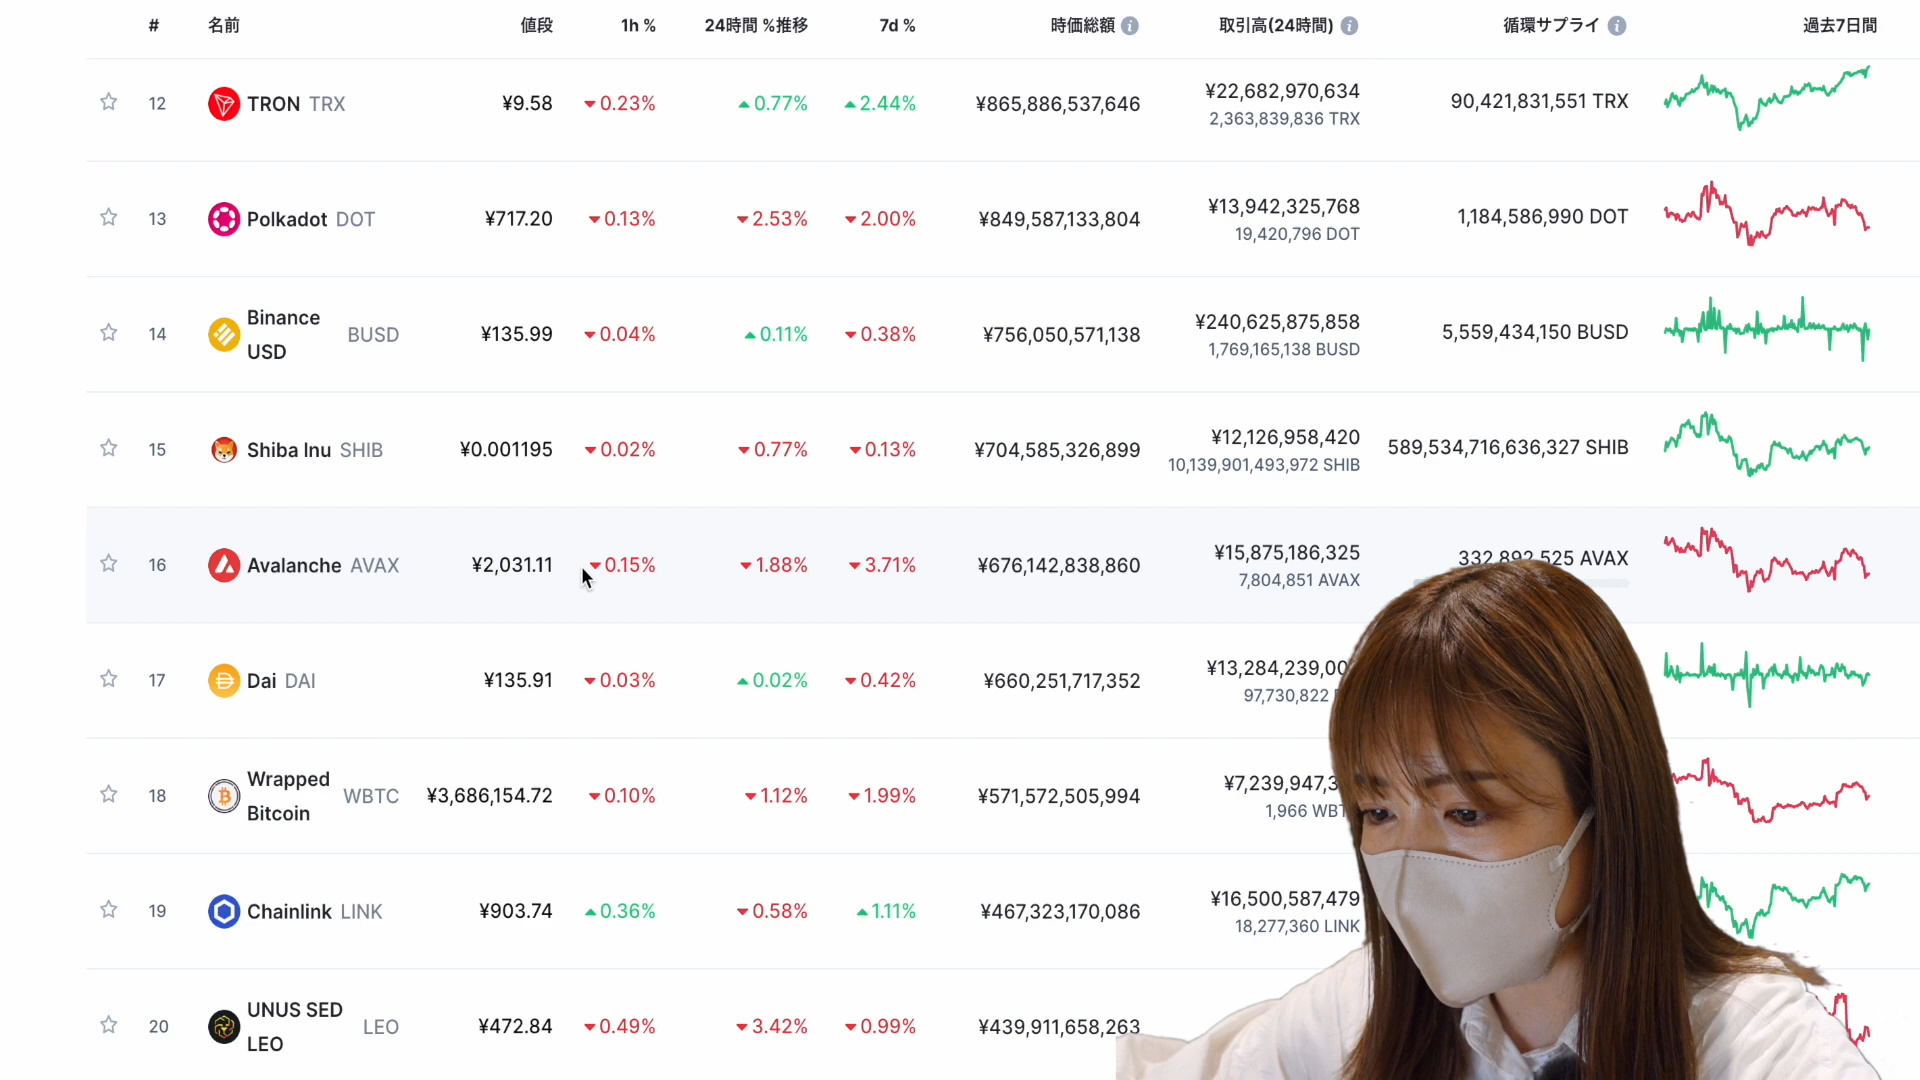 # 名前 値段 1h % 24時間 %推移 7d % 時価総額 取引高(24時間) 循環サプライ 過去7日間
12 TRON TRX ¥9.58 0.23% 0.77% 2.44% ¥865,886,537,646 ¥22,682,970,634 90,421,831,551 TRX
2,363,839,836 TRX
13 Polkadot DOT ¥717.20 0.13% 2.53% 2.00% ¥849,587,133,804 ¥13,942,325,768 1,184,586,990 DOT
19,420,796 DOT
14 Binance USD BUSD ¥135.99 0.04% 0.11% 0.38% ¥756,050,571,138 ¥240,625,875,858 5,559,434,150 BUSD
1,769,165,138 BUSD
15 Shiba Inu SHIB ¥0.001195 0.02% 0.77% 0.13% ¥704,585,326,899 ¥12,126,958,420 589,534,716,636,327 SHIB
10,139,901,493,972 SHIB
16 Avalanche AVAX ¥2,031.11 0.15% 1.88% 3.71% ¥676,142,838,860 ¥15,875,186,325 332,892,525 AVAX
7,804,851 AVAX
17 Dai DAI ¥135.91 0.03% 0.02% 0.42% ¥660,251,717,352
97,730,822
18 Wrapped Bitcoin WBTC ¥3,686,154.72 0.10% 1.12% 1.99% ¥571,572,505,994
1,966
19 Chainlink LINK ¥903.74 0.36% 0.58% 1.11% ¥467,323,170,086 ¥16,500,587,479
18,277,360 LINK
20 UNUS SED LEO LEO ¥472.84 0.49% 3.42% 0.99% ¥439,911,658,263